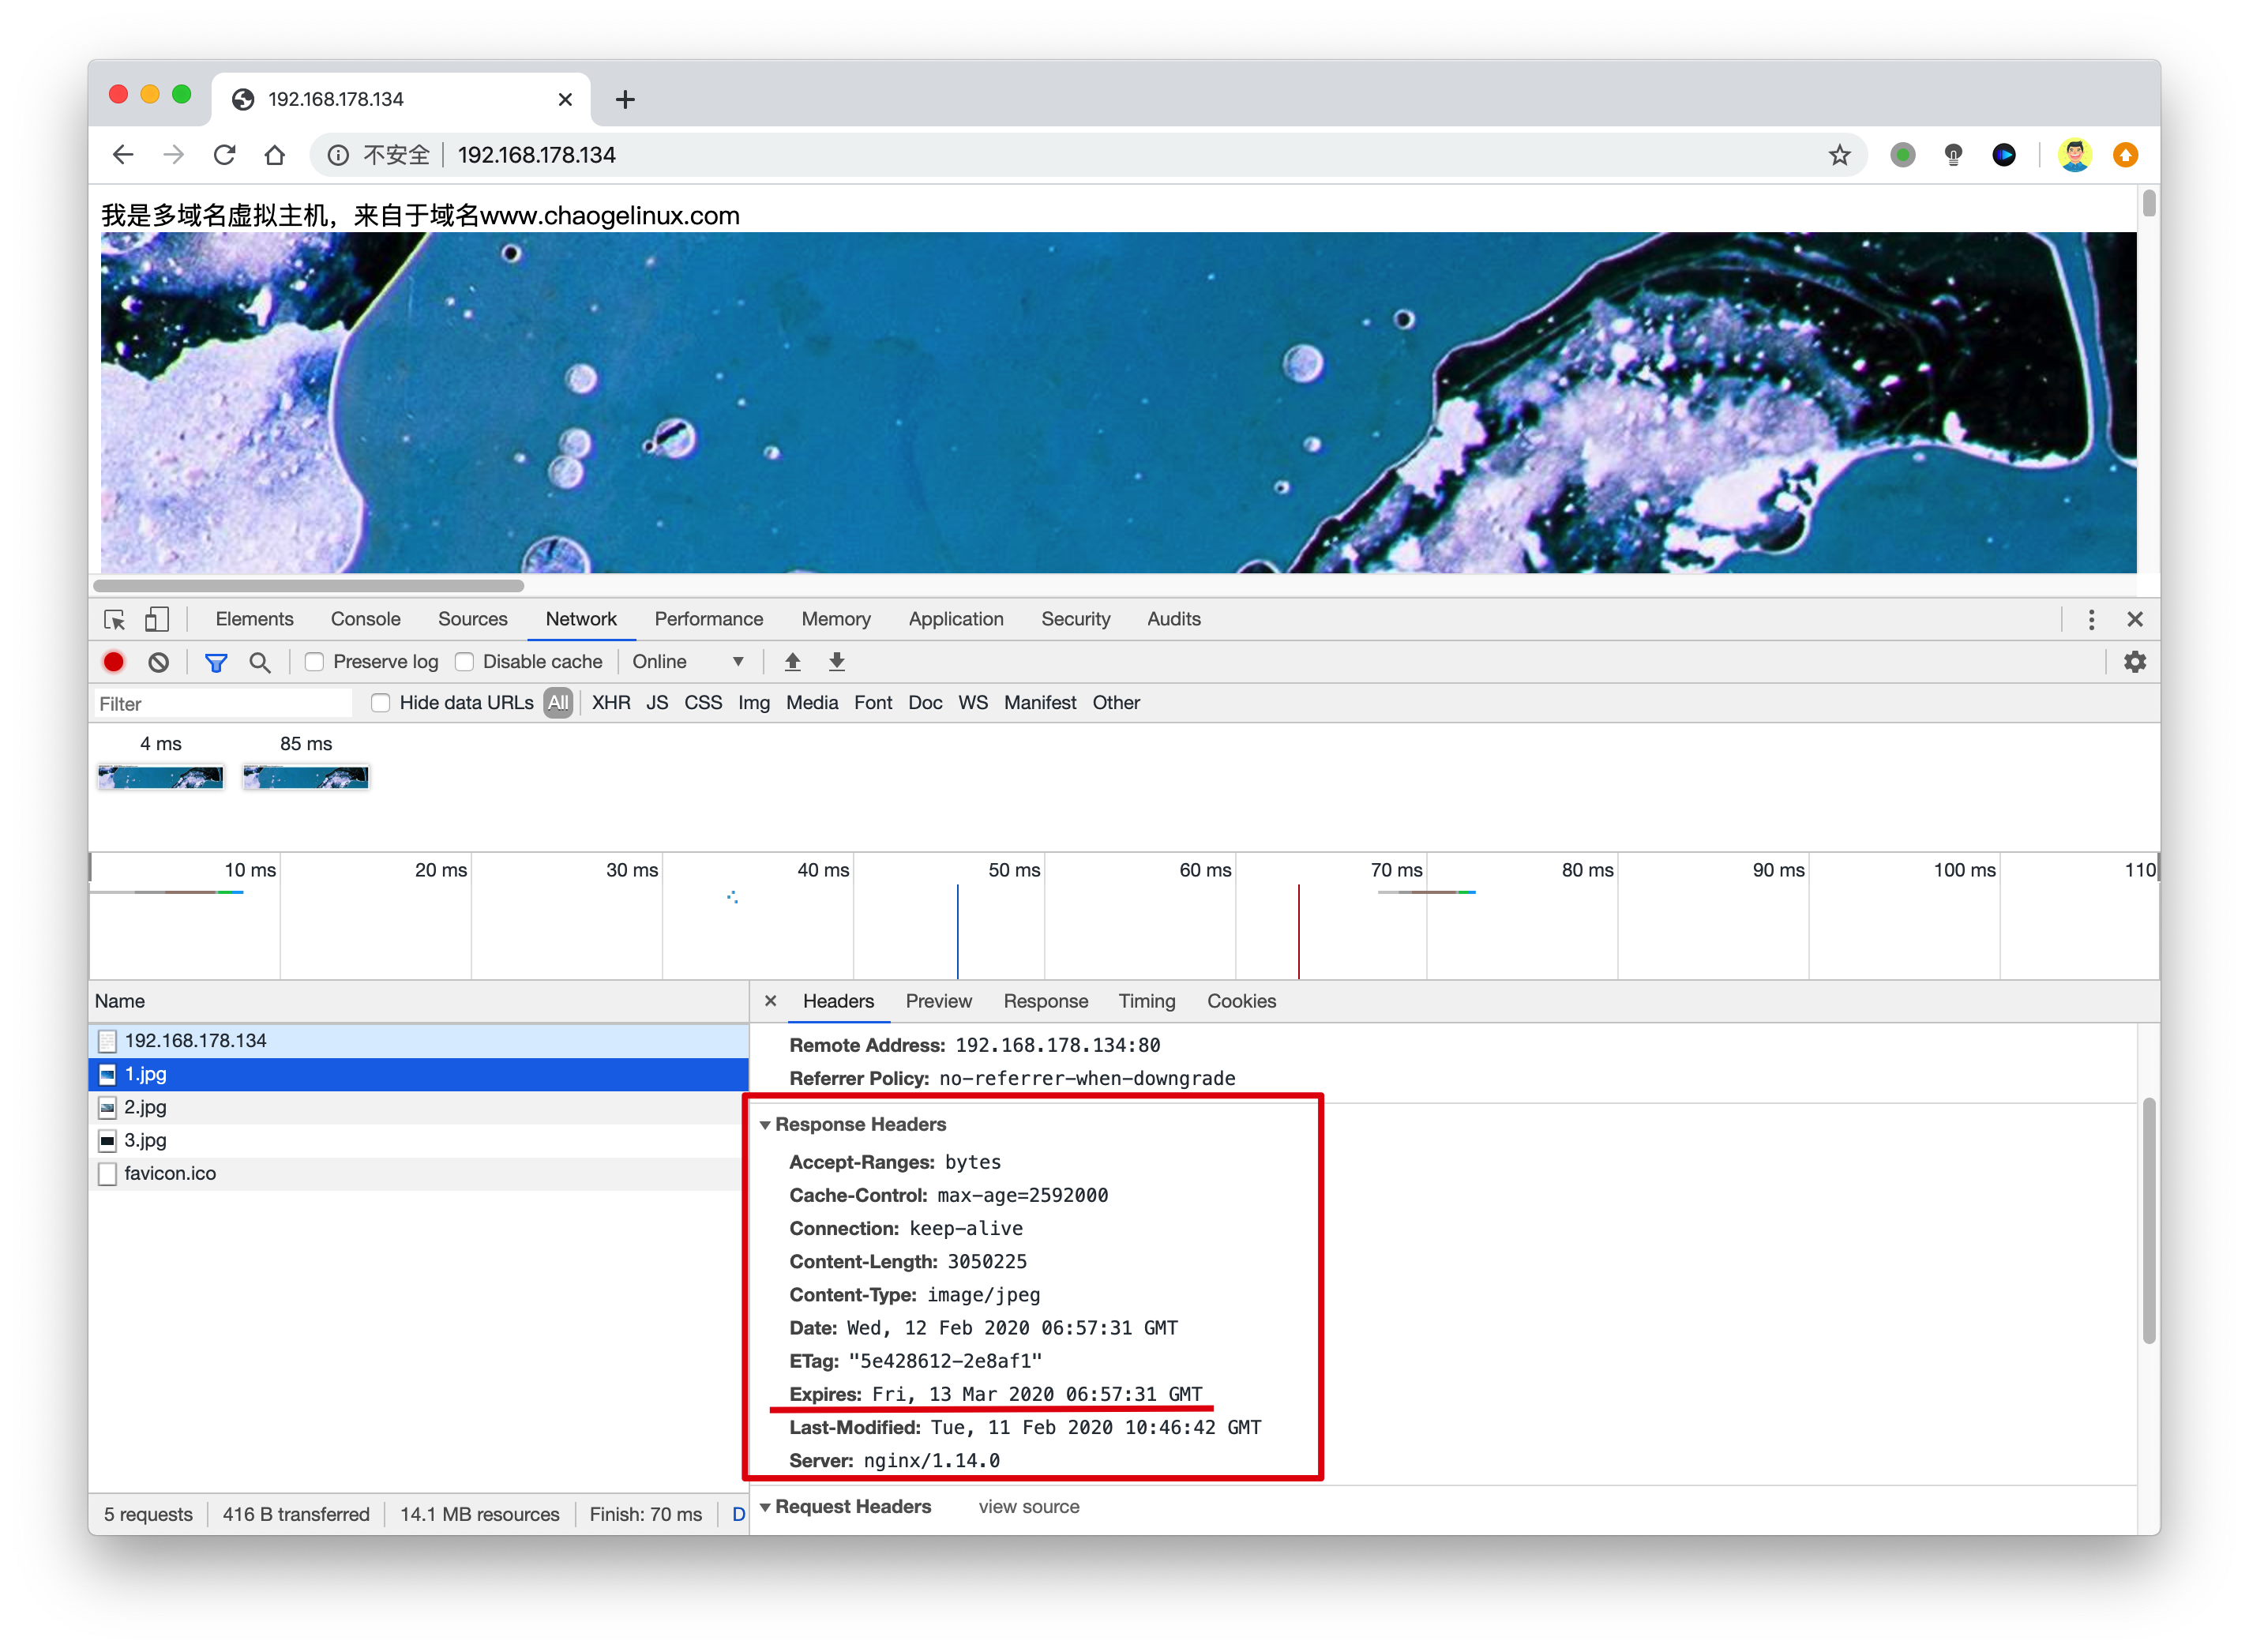 192.168.178.134
不安全 192.168.178.134
我是多域名虚拟主机，来自于域名www.chaogelinux.com
Elements Console Sources Network Performance Memory Application Security Audits
Preserve log Disable cache Online
Filter Hide data URLs All XHR JS CSS Img Media Font Doc WS Manifest Other
4 ms 85 ms
10 ms 20 ms 30 ms 40 ms 50 ms 60 ms 70 ms 80 ms 90 ms 100 ms 110
Name
192.168.178.134
1.jpg
2.jpg
3.jpg
favicon.ico
5 requests 416 B transferred 14.1 MB resources Finish: 70 ms D
Headers Preview Response Timing Cookies
Remote Address: 192.168.178.134:80
Referrer Policy: no-referrer-when-downgrade
Response Headers
Accept-Ranges: bytes
Cache-Control: max-age=2592000
Connection: keep-alive
Content-Length: 3050225
Content-Type: image/jpeg
Date: Wed, 12 Feb 2020 06:57:31 GMT
ETag: "5e428612-2e8af1"
Expires: Fri, 13 Mar 2020 06:57:31 GMT
Last-Modified: Tue, 11 Feb 2020 10:46:42 GMT
Server: nginx/1.14.0
Request Headers view source